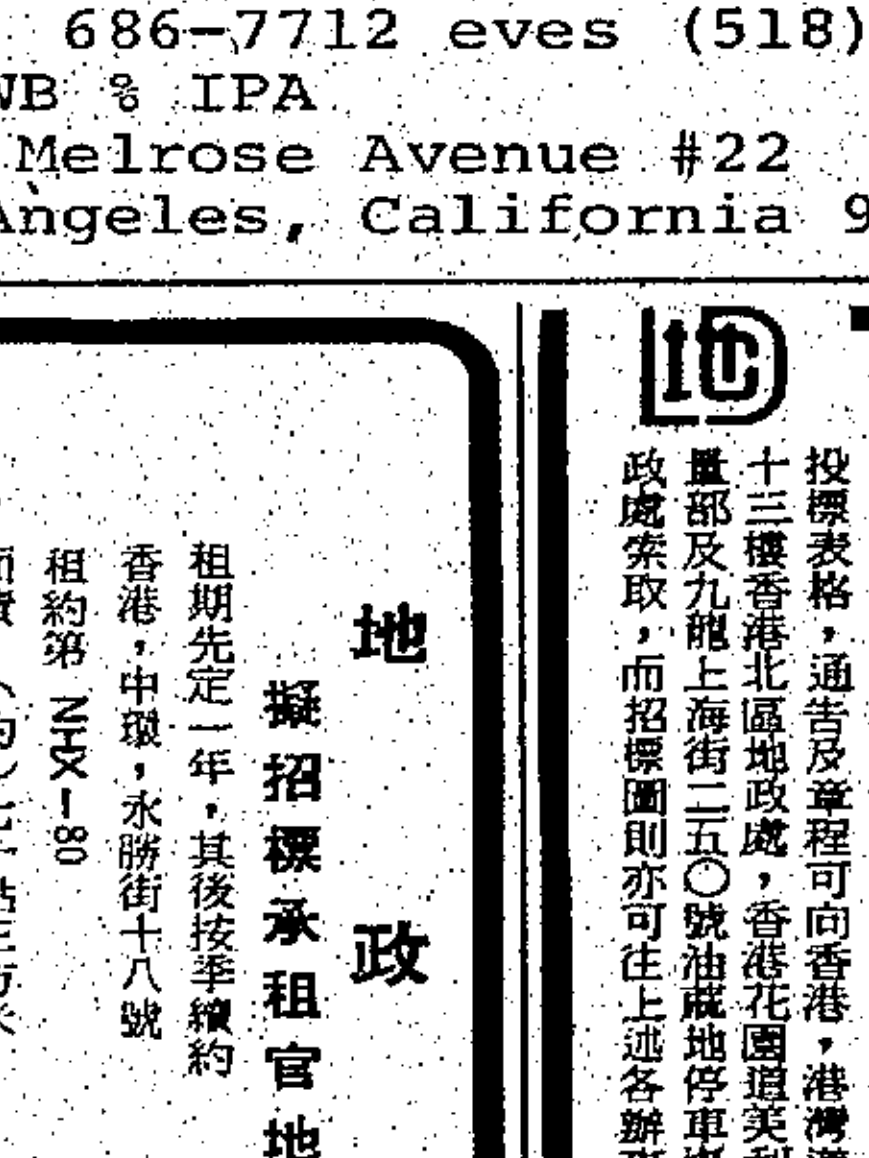 686-7712 eves (518)
WB % IPA
Melrose Avenue #22
Angeles, California 9
投標表格，通告及章程可向香港，港灣道
十三樓香港北區地政處，香港花園道美利
量部及九龍上海街二五〇號油蔴地停車
政處索取，而招標圖則亦可往上述各辦
地政
擬招標承租官地
租期先定一年，其後按季續約
香港，中環，永勝街十八號
租約第 NHX-80